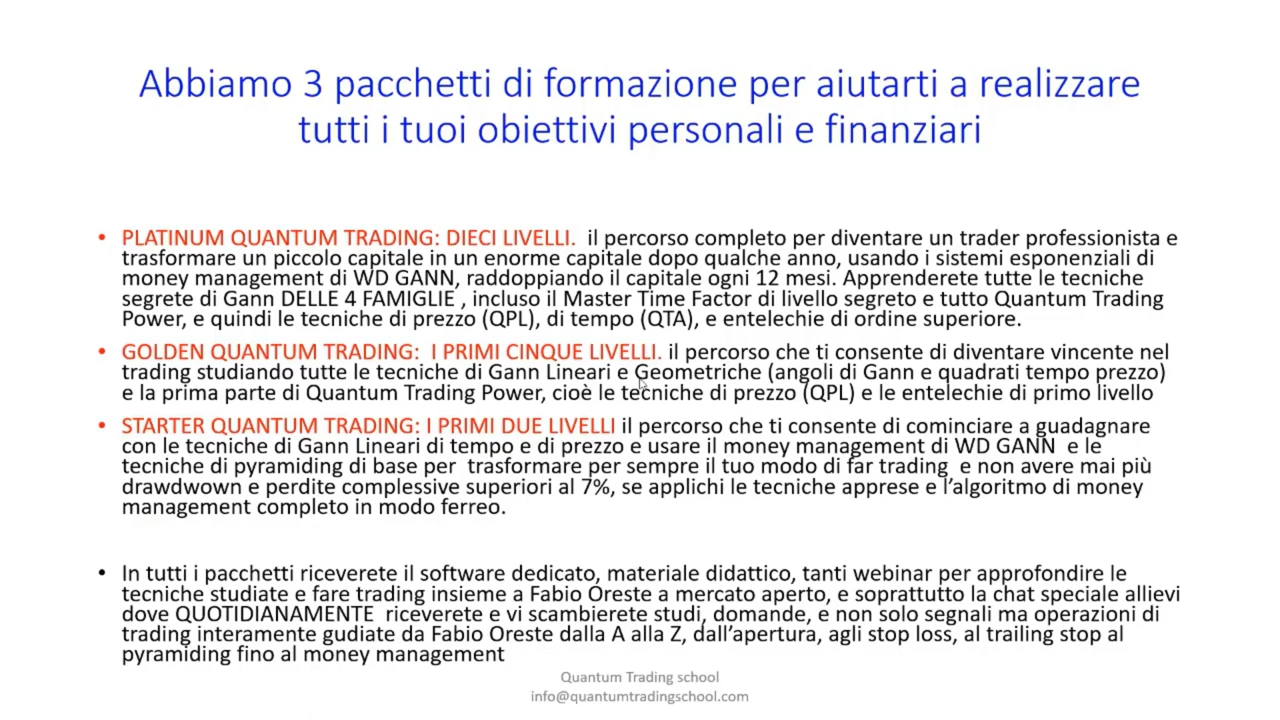 Abbiamo 3 pacchetti di formazione per aiutarti a realizzare
tutti i tuoi obiettivi personali e finanziari
• PLATINUM QUANTUM TRADING: DIECI LIVELLI. il percorso completo per diventare un trader professionista e
trasformare un piccolo capitale in un enorme capitale dopo qualche anno, usando i sistemi esponenziali di
money management di WD GANN, raddoppiando il capitale ogni 12 mesi. Apprenderete tutte le tecniche
segrete di Gann DELLE 4 FAMIGLIE , incluso il Master Time Factor di livello segreto e tutto Quantum Trading
Power, e quindi le tecniche di prezzo (QPL), di tempo (QTA), e entelechie di ordine superiore.
• GOLDEN QUANTUM TRADING: I PRIMI CINQUE LIVELLI. il percorso che ti consente di diventare vincente nel
trading studiando tutte le tecniche di Gann Lineari e Geometriche (angoli di Gann e quadrati tempo prezzo)
e la prima parte di Quantum Trading Power, cioè le tecniche di prezzo (QPL) e le entelechie di primo livello
• STARTER QUANTUM TRADING: I PRIMI DUE LIVELLI il percorso che ti consente di cominciare a guadagnare
con le tecniche di Gann Lineari di tempo e di prezzo e usare il money management di WD GANN e le
tecniche di pyramiding di base per trasformare per sempre il tuo modo di far trading e non avere mai più
drawdwown e perdite complessive superiori al 7%, se applichi le tecniche apprese e l'algoritmo di money
management completo in modo ferreo.
• In tutti i pacchetti riceverete il software dedicato, materiale didattico, tanti webinar per approfondire le
tecniche studiate e fare trading insieme a Fabio Oreste a mercato aperto, e soprattutto la chat speciale allievi
dove QUOTIDIANAMENTE riceverete e vi scambierete studi, domande, e non solo segnali ma operazioni di
trading interamente gudiate da Fabio Oreste dalla A alla Z, dall'apertura, agli stop loss, al trailing stop al
pyramiding fino al money management
Quantum Trading school
info@quantumtradingschool.com